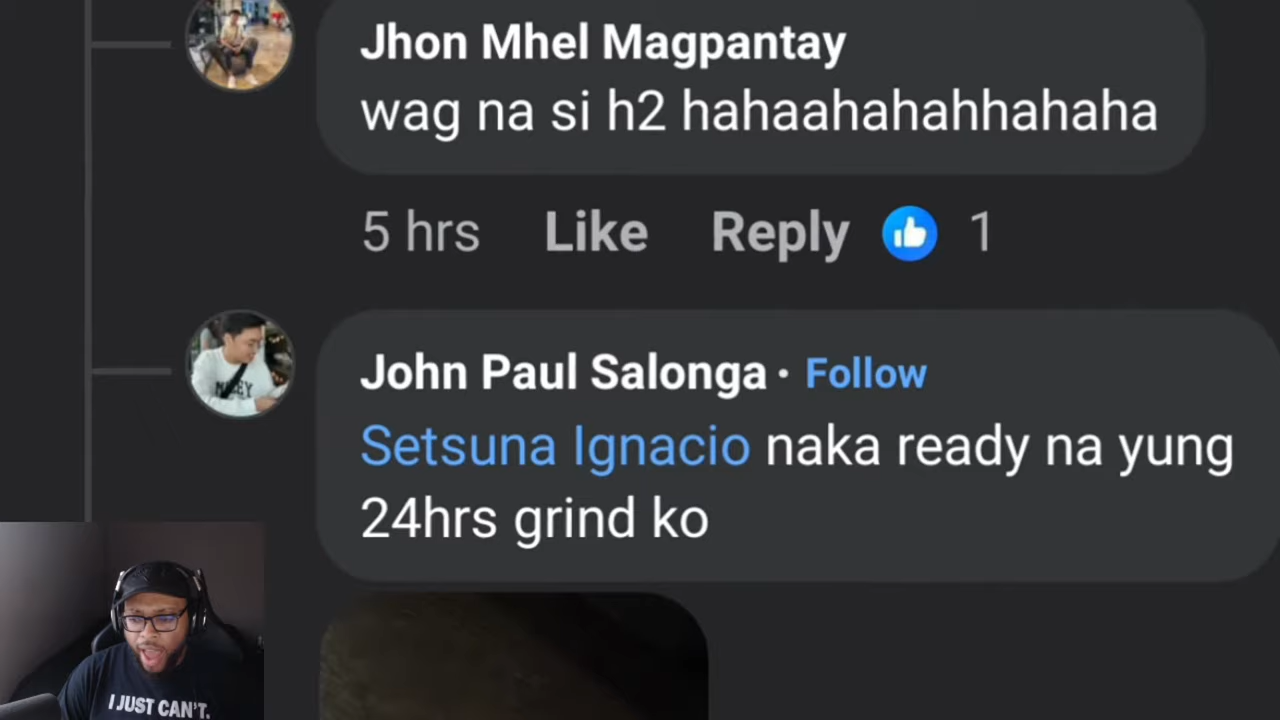 Jhon Mhel Magpantay
wag na si h2 hahaahahahhahaha
5 hrs Like Reply 1
John Paul Salonga · Follow
Setsuna Ignacio naka ready na yung
24hrs grind ko
I JUST CAN'T.